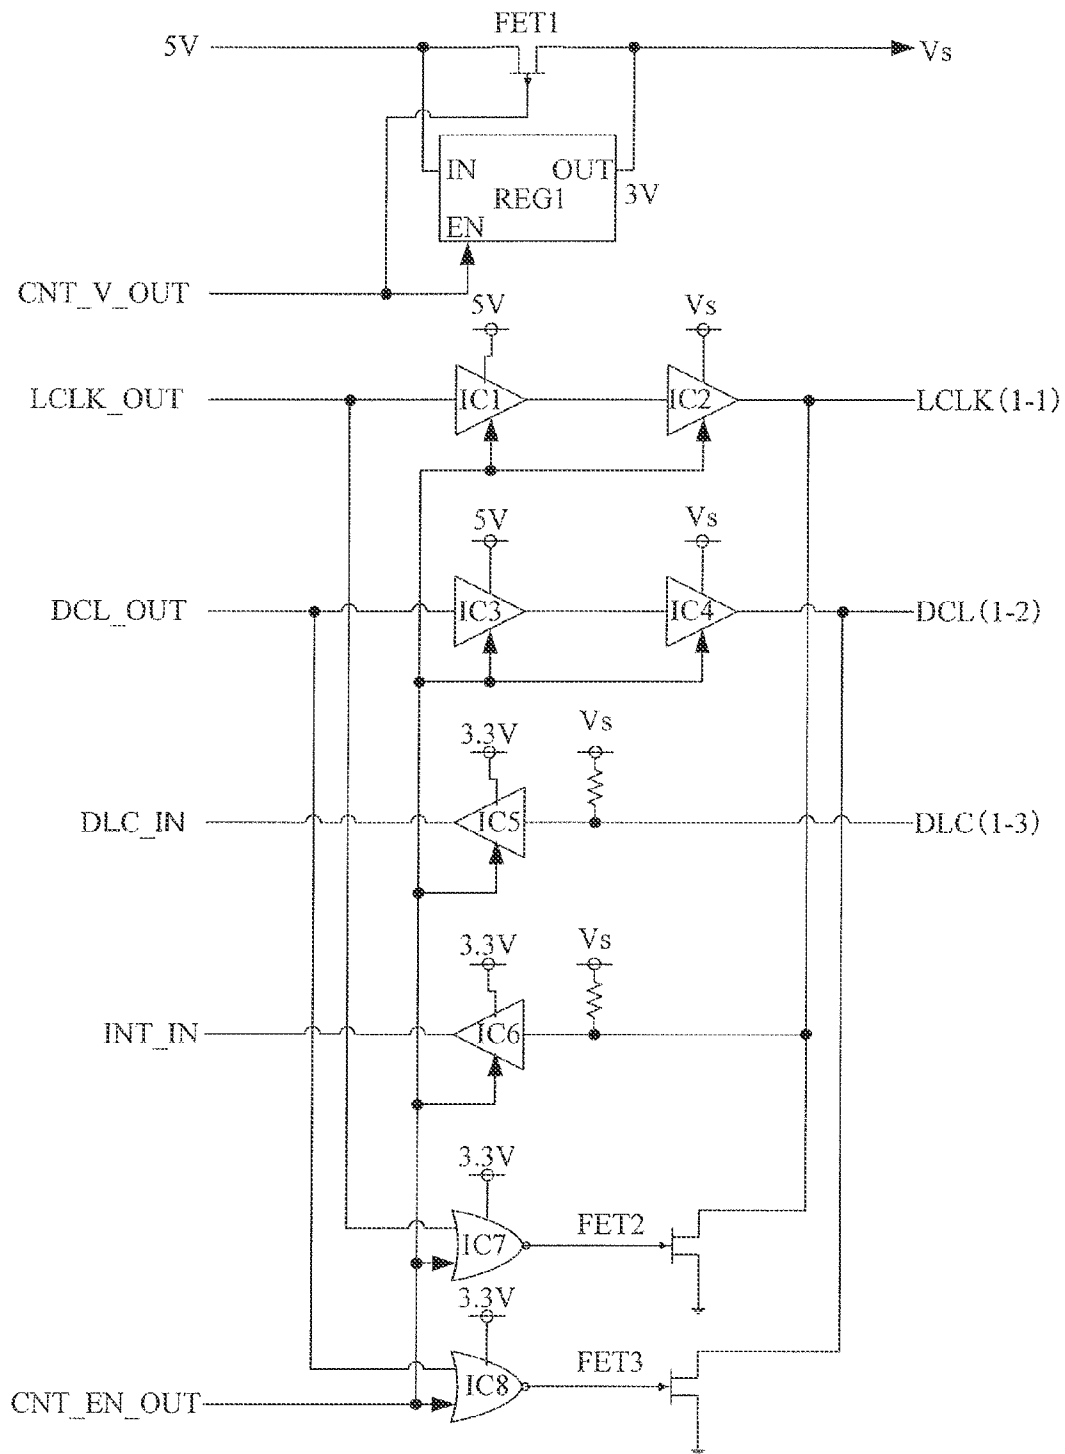 FET1
5V
Vs
IN
OUT
REG1
3V
EN
CNT_V_OUT
5V
Vs
LCLK_OUT
IC1
IC2
LCLK(1-1)
5V
Vs
DCL_OUT
IC3
IC4
DCL(1-2)
Vs
3.3V
DLC_IN
IC5
DLC(1-3)
3.3V
Vs
INT_IN
IC6
3.3V
FET2
IC7
3.3V
FET3
IC8
CNT_EN_OUT